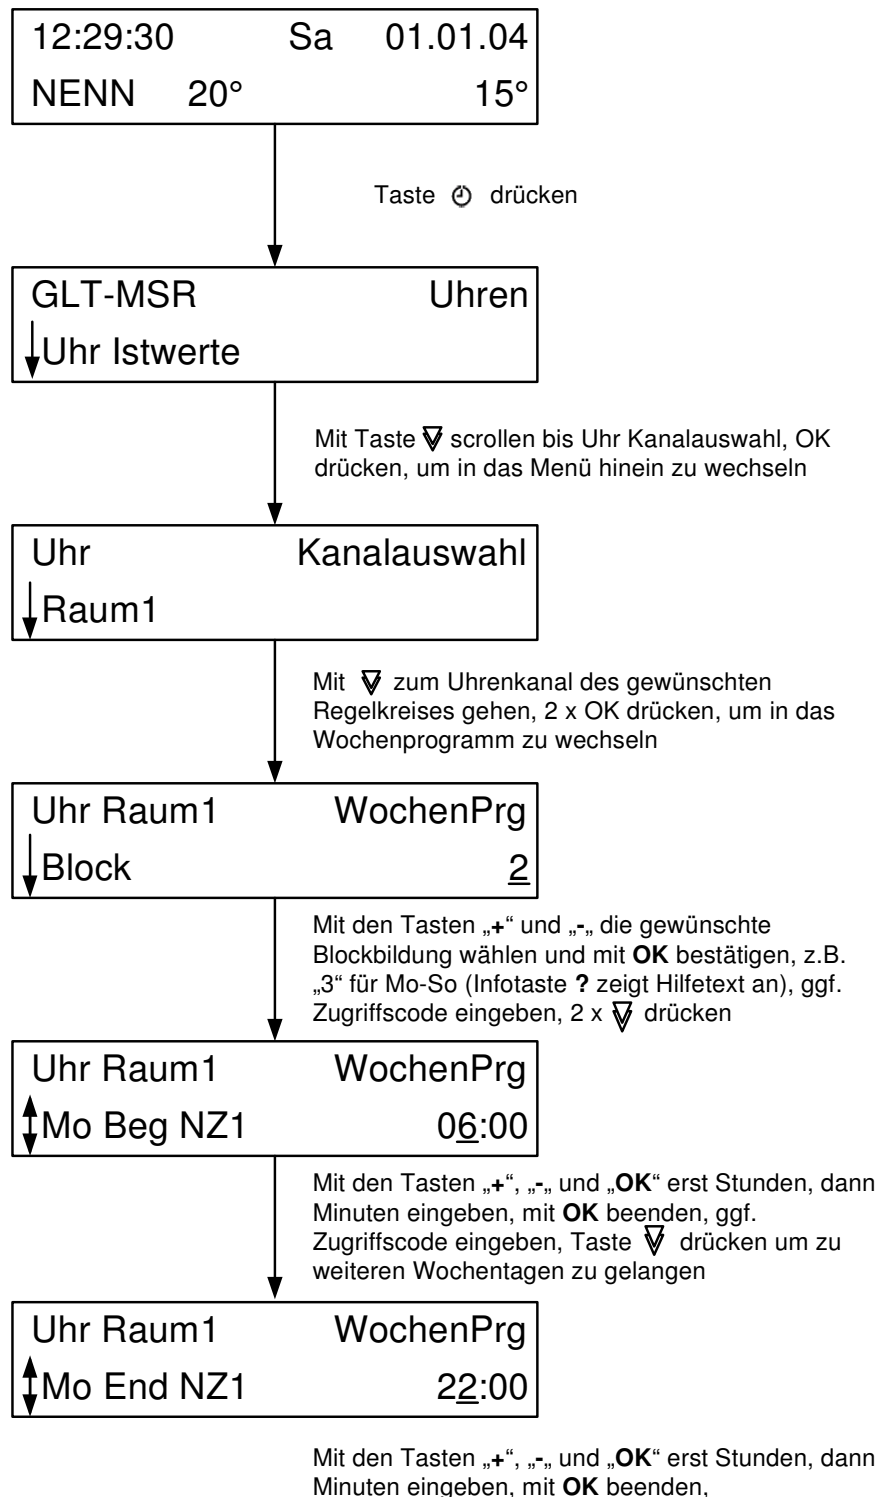 12:29:30 Sa 01.01.04
NENN 20° 15°
Taste drücken
GLT-MSR Uhren
Uhr Istwerte
Mit Taste scrollen bis Uhr Kanalauswahl, OK
drücken, um in das Menü hinein zu wechseln
Uhr Kanalauswahl
Raum1
Mit zum Uhrenkanal des gewünschten
Regelkreises gehen, 2 x OK drücken, um in das
Wochenprogramm zu wechseln
Uhr Raum1 WochenPrg
Block 2
Mit den Tasten „+“ und „-„ die gewünschte
Blockbildung wählen und mit OK bestätigen, z.B.
„3“ für Mo-So (Infotaste ? zeigt Hilfetext an), ggf.
Zugriffscode eingeben, 2 x drücken
Uhr Raum1 WochenPrg
Mo Beg NZ1 06:00
Mit den Tasten „+“, „-„ und „OK“ erst Stunden, dann
Minuten eingeben, mit OK beenden, ggf.
Zugriffscode eingeben, Taste drücken um zu
weiteren Wochentagen zu gelangen
Uhr Raum1 WochenPrg
Mo End NZ1 22:00
Mit den Tasten „+“, „-„ und „OK“ erst Stunden, dann
Minuten eingeben, mit OK beenden,